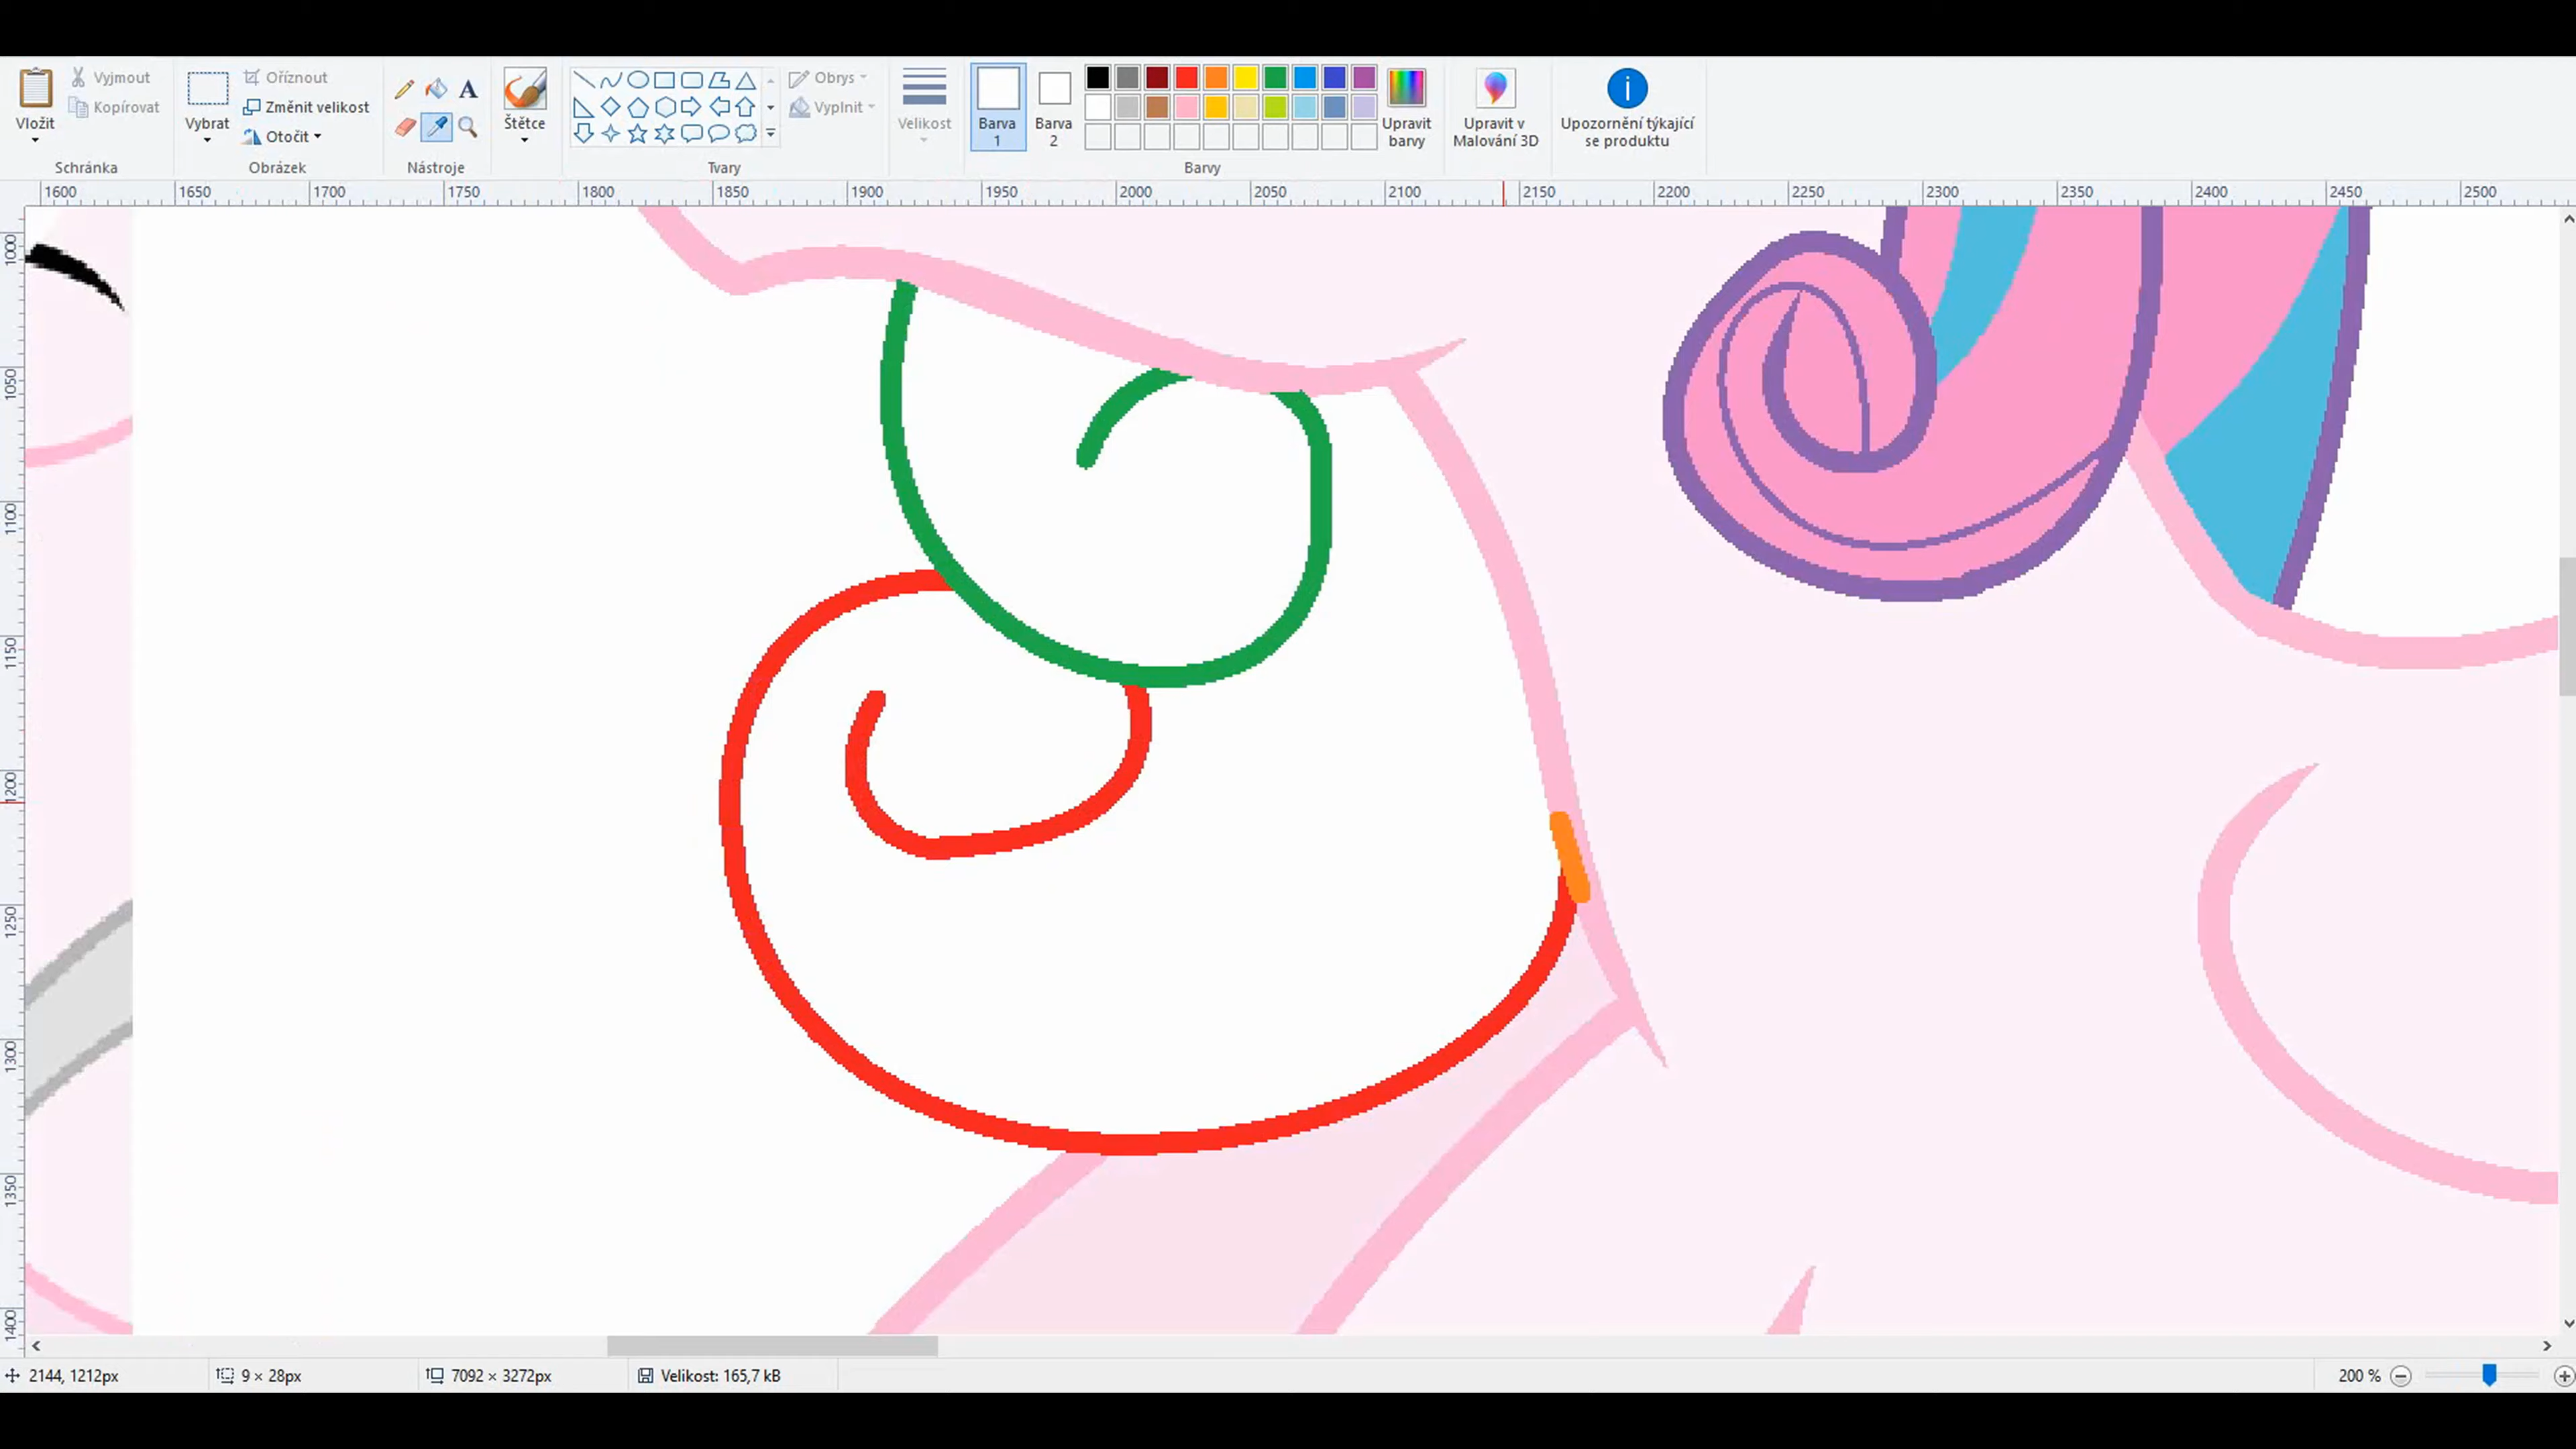 Vložit
Vyjmout
Kopírovat
Schránka
Vybrat
Oříznout
Změnit velikost
Otočit
Obrázek
A
Nástroje
Štětce
Obrys
Vyplnit
Tvary
Velikost
Barva
1
Barva
2
Upravit
barvy
Barvy
Upravit v
Malování 3D
i
Upozornění týkající
se produktu
1600 1650 1700 1750 1800 1850 1900 1950 2000 2050 2100 2150 2200 2250 2300 2350 2400 2450 2500
1000
1050
1100
1150
1200
1250
1300
1350
1400
2144, 1212px 9 × 28px 7092 × 3272px Velikost: 165,7 kB 200 %